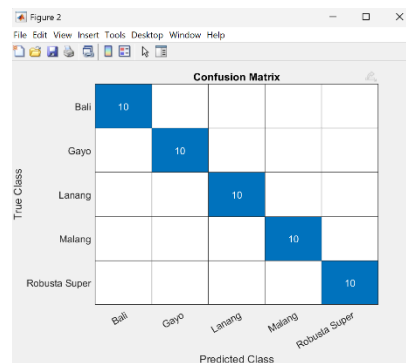 Figure 2
File Edit View Insert Tools Desktop Window Help
Confusion Matrix
True Class
Bali
10
Gayo
10
Lanang
10
Malang
10
Robusta Super
10
Bali Gayo Lanang Malang Robusta Super
Predicted Class